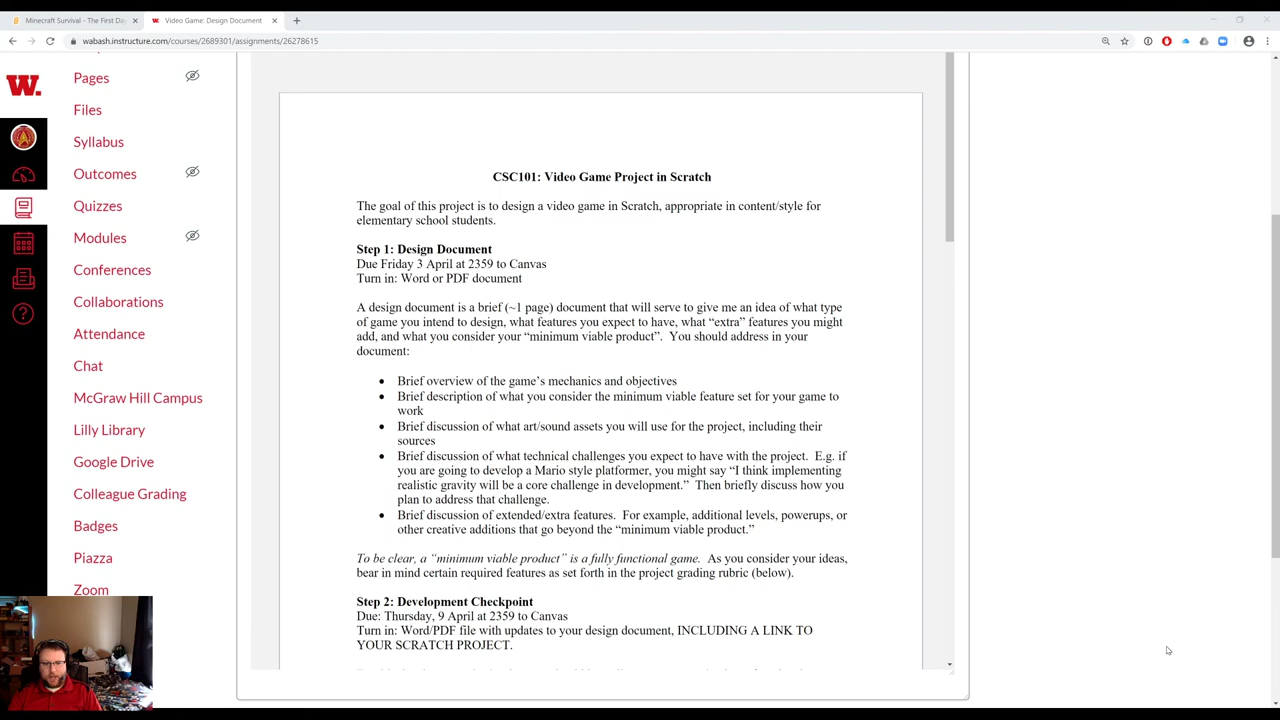 Minecraft Survival - The First Day
Video Game: Design Document
wabash.instructure.com/courses/2689301/assignments/26278615
W.
Pages
Files
Syllabus
Outcomes
Quizzes
Modules
Conferences
Collaborations
Attendance
Chat
McGraw Hill Campus
Lilly Library
Google Drive
Colleague Grading
Badges
Piazza
Zoom
CSC101: Video Game Project in Scratch
The goal of this project is to design a video game in Scratch, appropriate in content/style for
elementary school students.
Step 1: Design Document
Due Friday 3 April at 2359 to Canvas
Turn in: Word or PDF document
A design document is a brief (~1 page) document that will serve to give me an idea of what type
of game you intend to design, what features you expect to have, what “extra” features you might
add, and what you consider your “minimum viable product”. You should address in your
document:
• Brief overview of the game’s mechanics and objectives
• Brief description of what you consider the minimum viable feature set for your game to
work
• Brief discussion of what art/sound assets you will use for the project, including their
sources
• Brief discussion of what technical challenges you expect to have with the project. E.g. if
you are going to develop a Mario style platformer, you might say “I think implementing
realistic gravity will be a core challenge in development.” Then briefly discuss how you
plan to address that challenge.
• Brief discussion of extended/extra features. For example, additional levels, powerups, or
other creative additions that go beyond the “minimum viable product.”
To be clear, a “minimum viable product” is a fully functional game. As you consider your ideas,
bear in mind certain required features as set forth in the project grading rubric (below).
Step 2: Development Checkpoint
Due: Thursday, 9 April at 2359 to Canvas
Turn in: Word/PDF file with updates to your design document, INCLUDING A LINK TO
YOUR SCRATCH PROJECT.